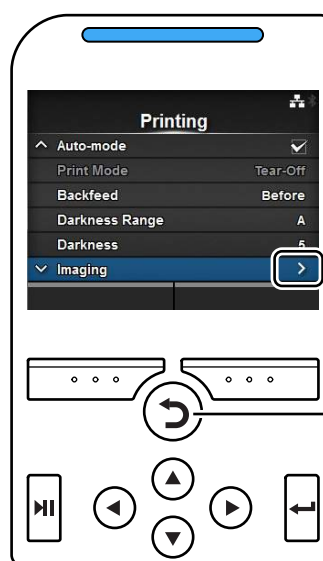 Printing
Auto-mode
Print Mode Tear-Off
Backfeed Before
Darkness Range A
Darkness 5
Imaging